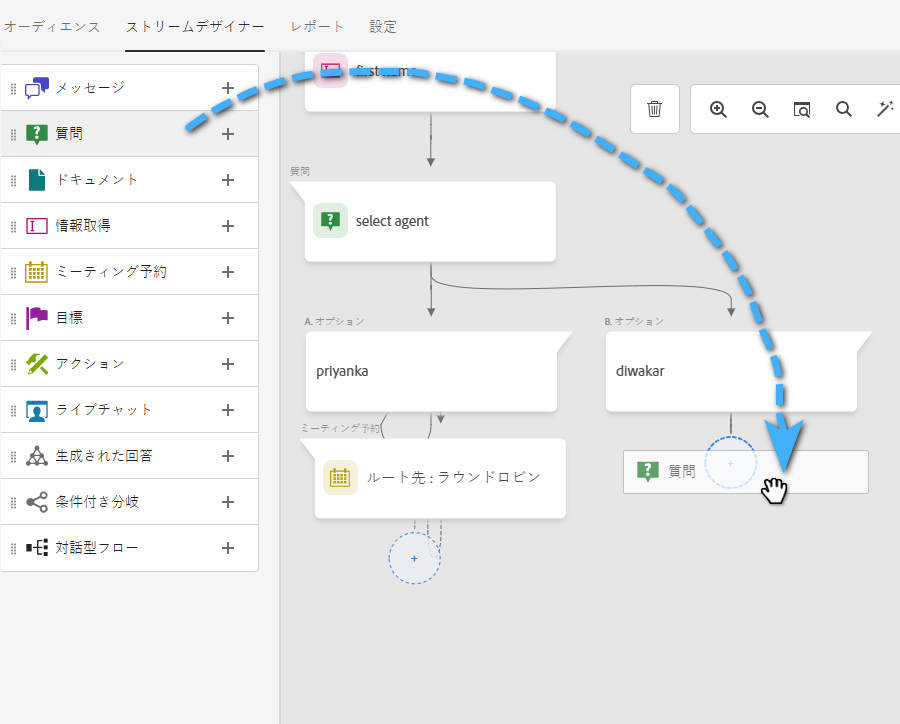 オーディエンス ストリームデザイナー レポート 設定
メッセージ
質問
ドキュメント
情報取得
ミーティング予約
目標
アクション
ライブチャット
生成された回答
条件付き分岐
対話型フロー
first name
質問
select agent
A. オプション
priyanka
B. オプション
diwakar
ミーティング予約
ルート先 : ラウンドロビン
質問